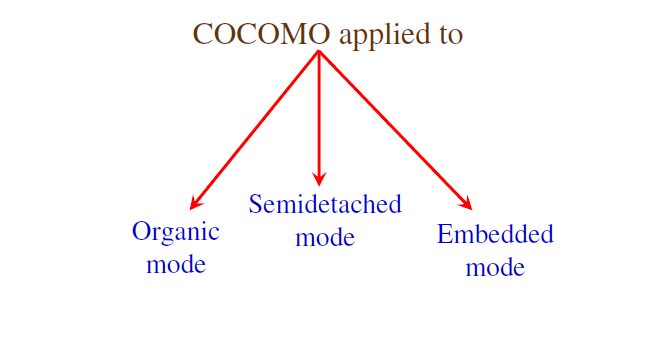 COCOMO applied to
Organic
mode
Semidetached
mode
Embedded
mode